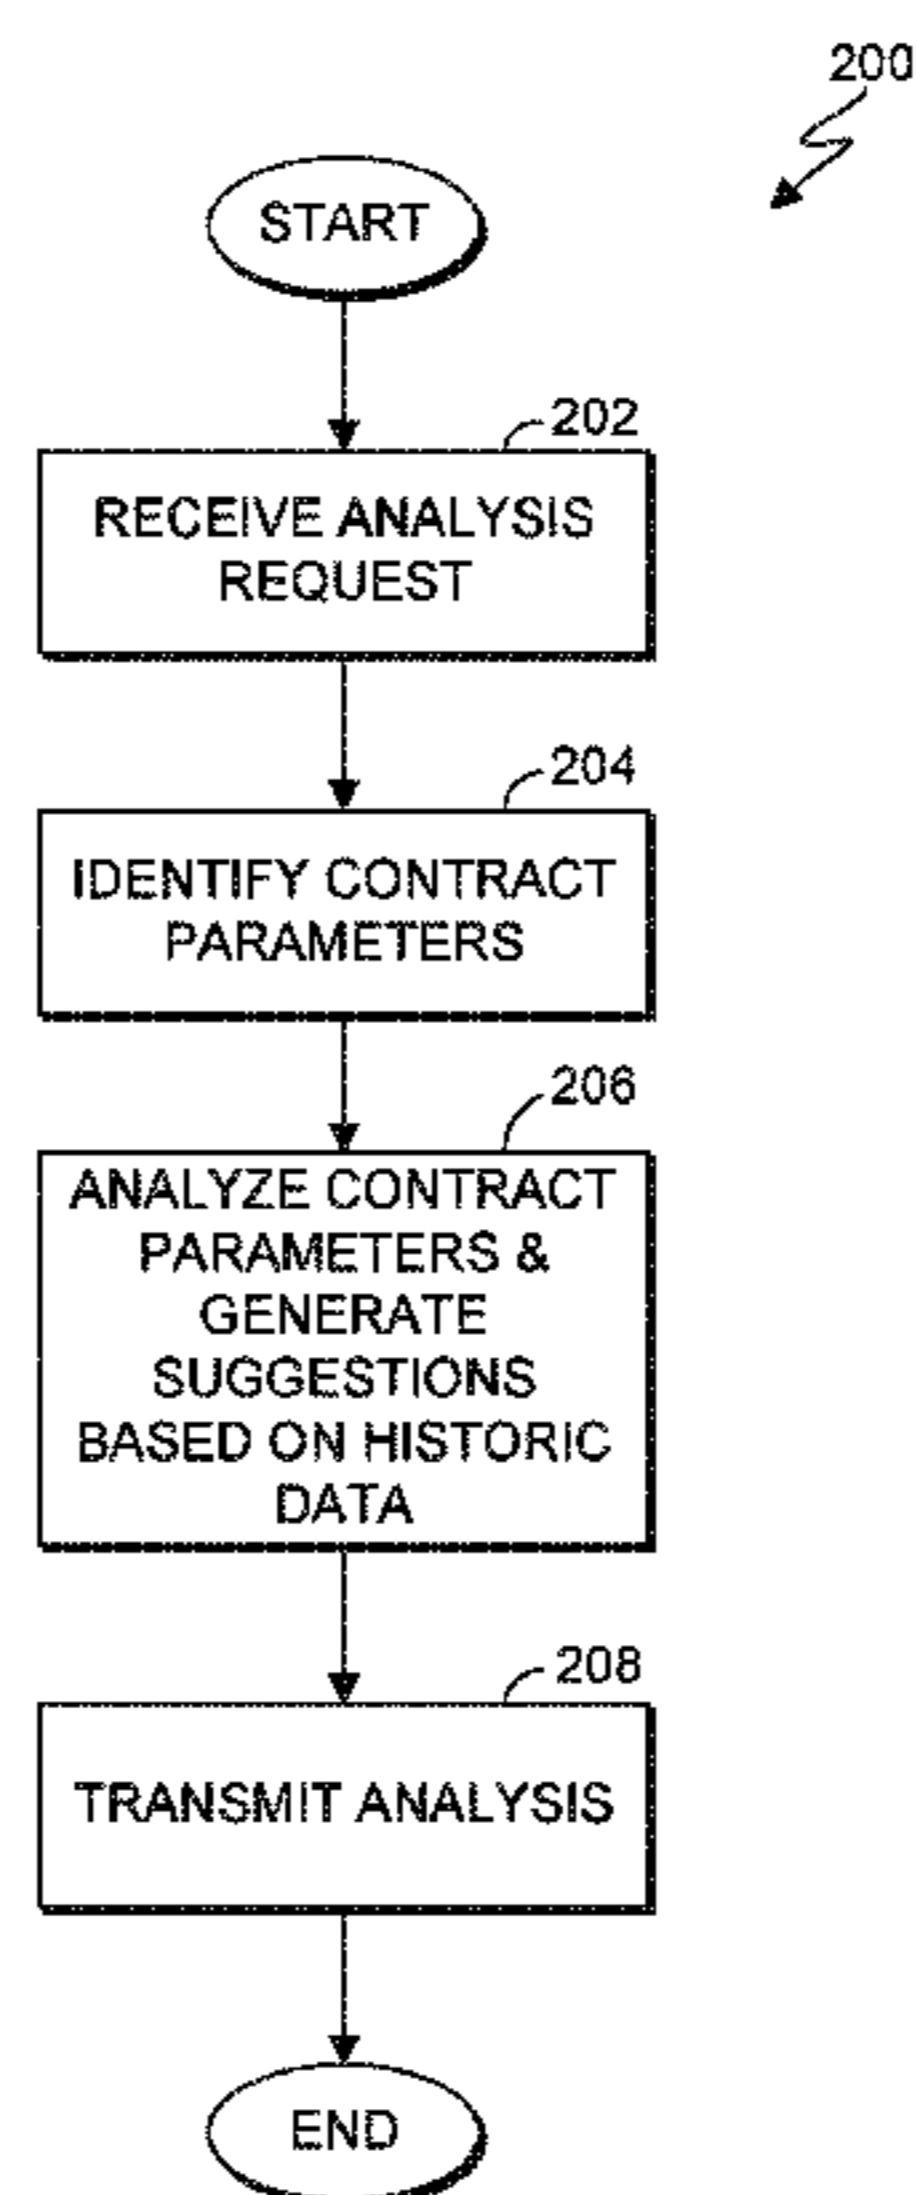 200
START
202
RECEIVE ANALYSIS
REQUEST
204
IDENTIFY CONTRACT
PARAMETERS
206
ANALYZE CONTRACT
PARAMETERS &
GENERATE
SUGGESTIONS
BASED ON HISTORIC
DATA
208
TRANSMIT ANALYSIS
END